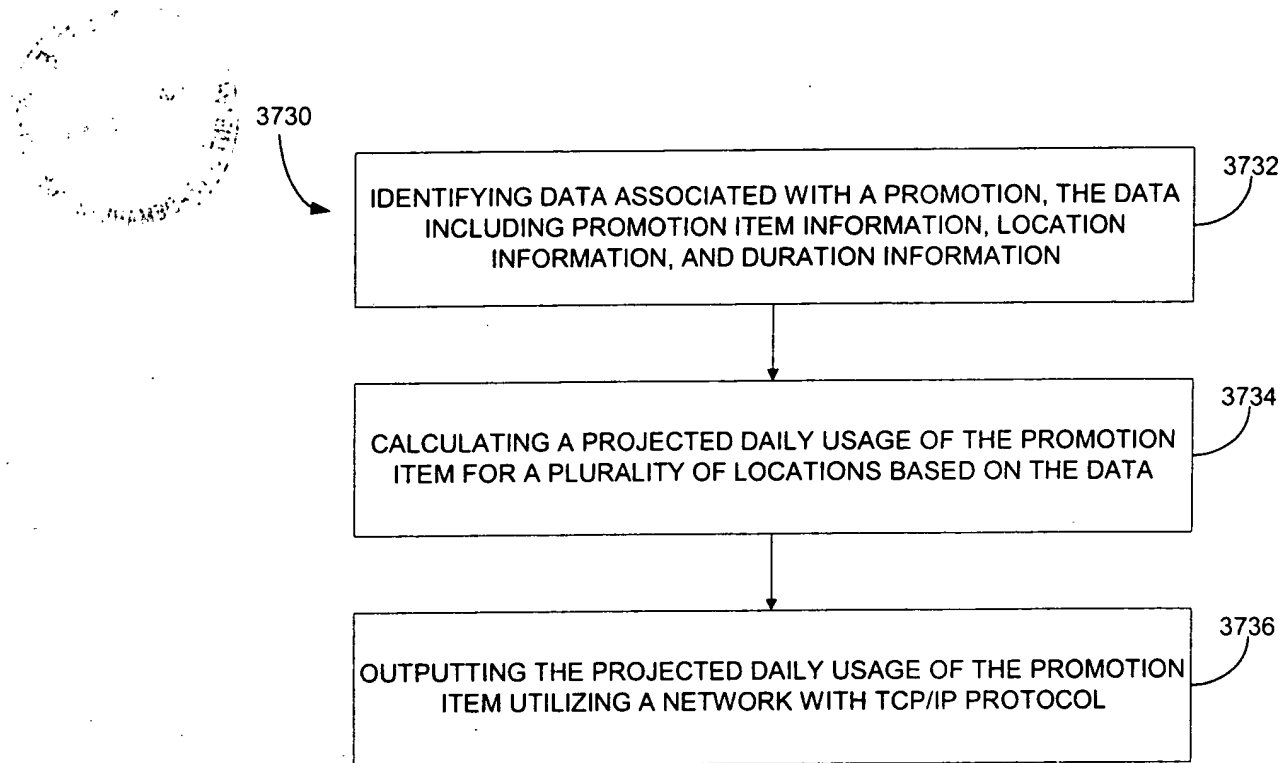 3730
3732
IDENTIFYING DATA ASSOCIATED WITH A PROMOTION, THE DATA
INCLUDING PROMOTION ITEM INFORMATION, LOCATION
INFORMATION, AND DURATION INFORMATION
3734
CALCULATING A PROJECTED DAILY USAGE OF THE PROMOTION
ITEM FOR A PLURALITY OF LOCATIONS BASED ON THE DATA
3736
OUTPUTTING THE PROJECTED DAILY USAGE OF THE PROMOTION
ITEM UTILIZING A NETWORK WITH TCP/IP PROTOCOL